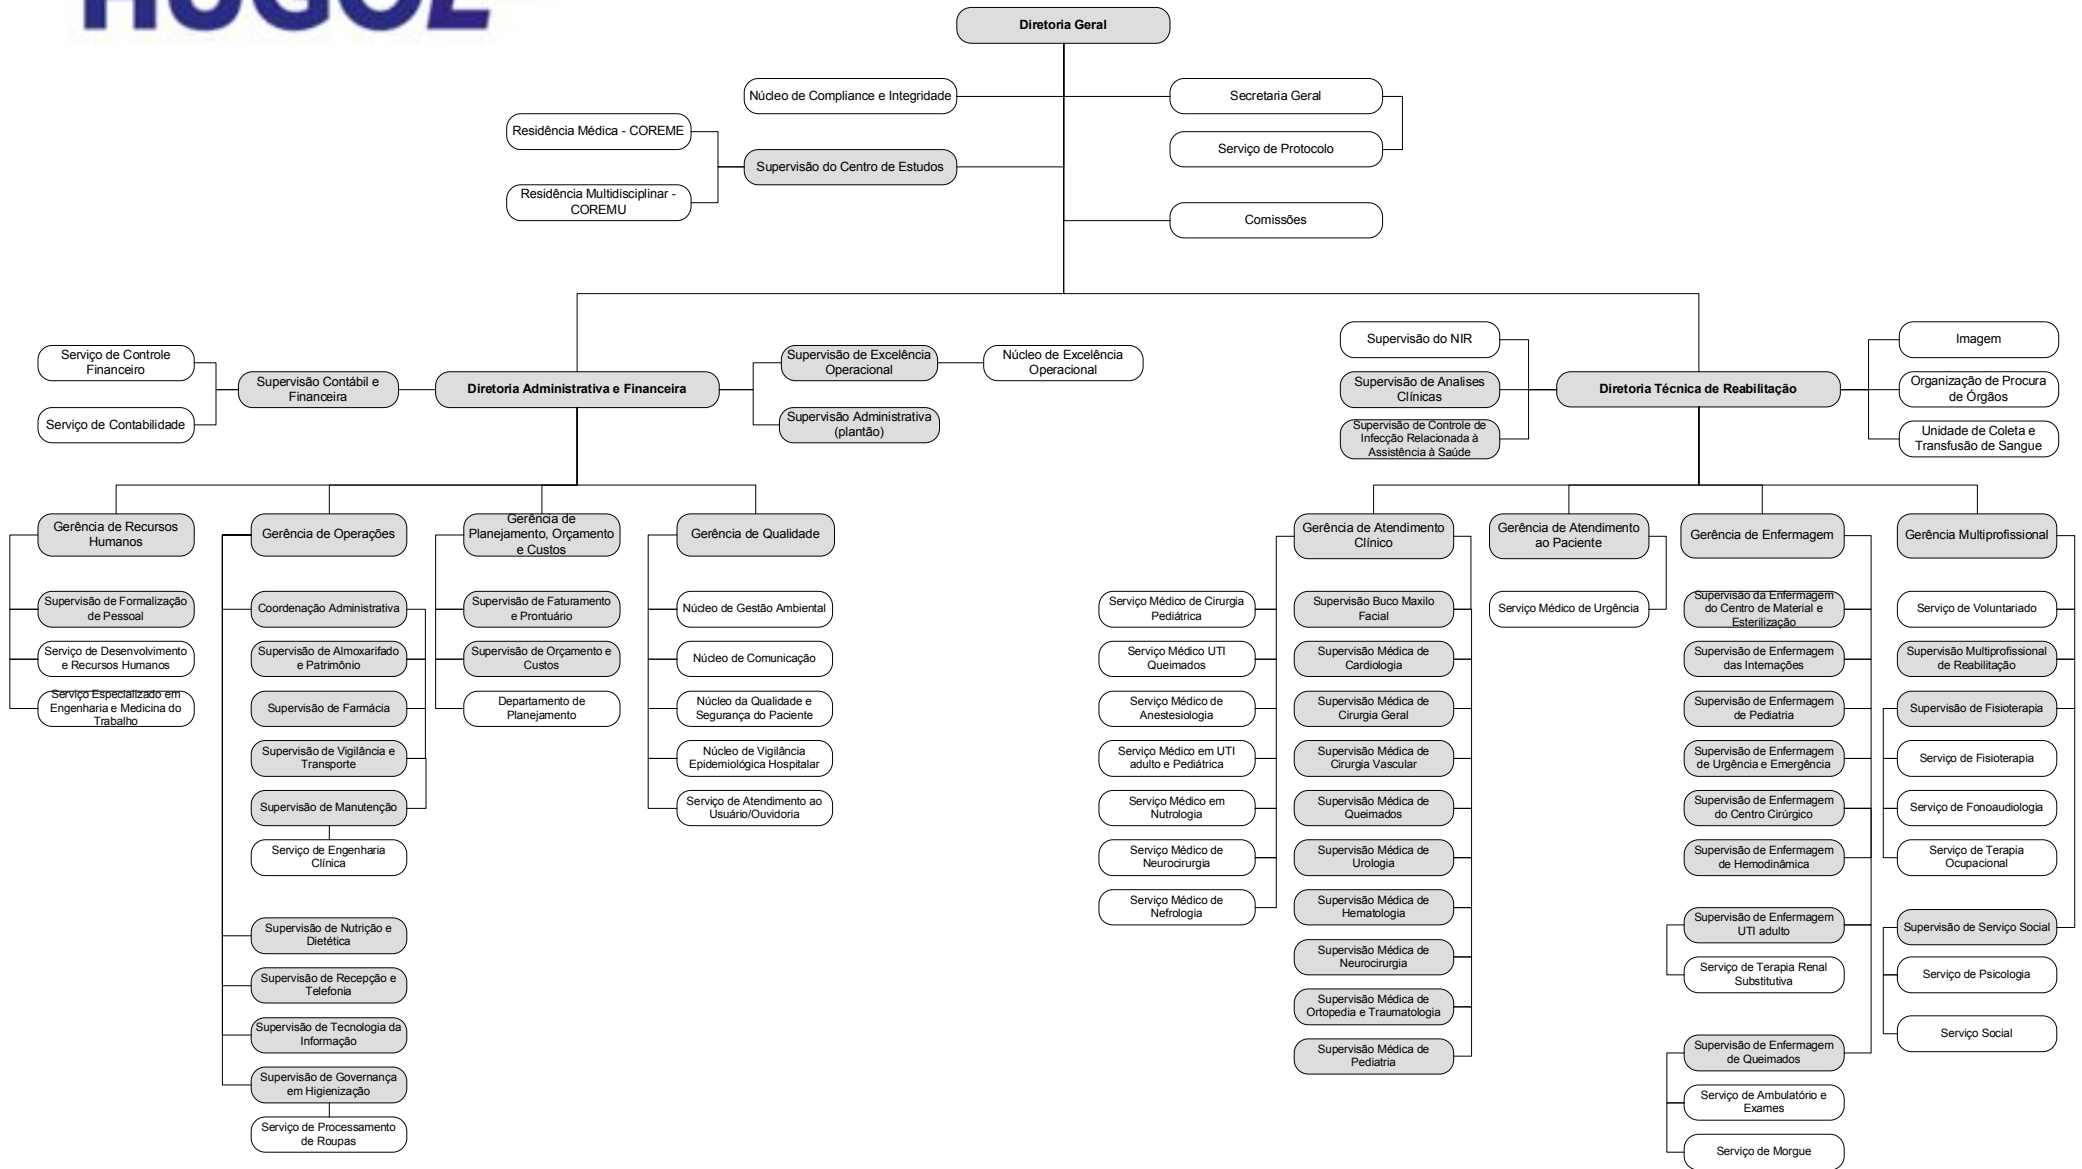 HUGOL
Diretoria Geral
Núcleo de Compliance e Integridade
Secretaria Geral
Residência Médica - COREME
Serviço de Protocolo
Supervisão do Centro de Estudos
Residência Multidisciplinar -
COREMU
Comissões
Serviço de Controle
Financeiro
Supervisão Contábil e
Financeira
Serviço de Contabilidade
Diretoria Administrativa e Financeira
Supervisão de Excelência
Operacional
Núcleo de Excelência
Operacional
Supervisão Administrativa
(plantão)
Supervisão do NIR
Supervisão de Analises
Clínicas
Supervisão de Controle de
Infecção Relacionada à
Assistência à Saúde
Diretoria Técnica de Reabilitação
Imagem
Organização de Procura
de Órgãos
Unidade de Coleta e
Transfusão de Sangue
Gerência de Recursos
Humanos
Supervisão de Formalização
de Pessoal
Serviço de Desenvolvimento
e Recursos Humanos
Serviço Especializado em
Engenharia e Medicina do
Trabalho
Gerência de Operações
Coordenação Administrativa
Supervisão de Almoxarifado
e Patrimônio
Supervisão de Farmácia
Supervisão de Vigilância e
Transporte
Supervisão de Manutenção
Serviço de Engenharia
Clínica
Supervisão de Nutrição e
Dietética
Supervisão de Recepção e
Telefonia
Supervisão de Tecnologia da
Informação
Supervisão de Governança
em Higienização
Serviço de Processamento
de Roupas
Gerência de
Planejamento, Orçamento
e Custos
Supervisão de Faturamento
e Prontuário
Supervisão de Orçamento e
Custos
Departamento de
Planejamento
Gerência de Qualidade
Núcleo de Gestão Ambiental
Núcleo de Comunicação
Núcleo da Qualidade e
Segurança do Paciente
Núcleo de Vigilância
Epidemiológica Hospitalar
Serviço de Atendimento ao
Usuário/Ouvidoria
Gerência de Atendimento
Clínico
Serviço Médico de Cirurgia
Pediátrica
Serviço Médico UTI
Queimados
Serviço Médico de
Anestesiologia
Serviço Médico em UTI
adulto e Pediátrica
Serviço Médico em
Nutrologia
Serviço Médico de
Neurocirurgia
Serviço Médico de
Nefrologia
Supervisão Buco Maxilo
Facial
Supervisão Médica de
Cardiologia
Supervisão Médica de
Cirurgia Geral
Supervisão Médica de
Cirurgia Vascular
Supervisão Médica de
Queimados
Supervisão Médica de
Urologia
Supervisão Médica de
Hematologia
Supervisão Médica de
Neurocirurgia
Supervisão Médica de
Ortopedia e Traumatologia
Supervisão Médica de
Pediatria
Gerência de Atendimento
ao Paciente
Serviço Médico de Urgência
Gerência de Enfermagem
Supervisão da Enfermagem
do Centro de Material e
Esterilização
Supervisão de Enfermagem
das Internações
Supervisão de Enfermagem
de Pediatria
Supervisão de Enfermagem
de Urgência e Emergência
Supervisão de Enfermagem
do Centro Cirúrgico
Supervisão de Enfermagem
de Hemodinâmica
Supervisão de Enfermagem
UTI adulto
Serviço de Terapia Renal
Substitutiva
Supervisão de Enfermagem
de Queimados
Serviço de Ambulatório e
Exames
Serviço de Morgue
Gerência Multiprofissional
Serviço de Voluntariado
Supervisão Multiprofissional
de Reabilitação
Supervisão de Fisioterapia
Serviço de Fisioterapia
Serviço de Fonoaudiologia
Serviço de Terapia
Ocupacional
Supervisão de Serviço Social
Serviço de Psicologia
Serviço Social